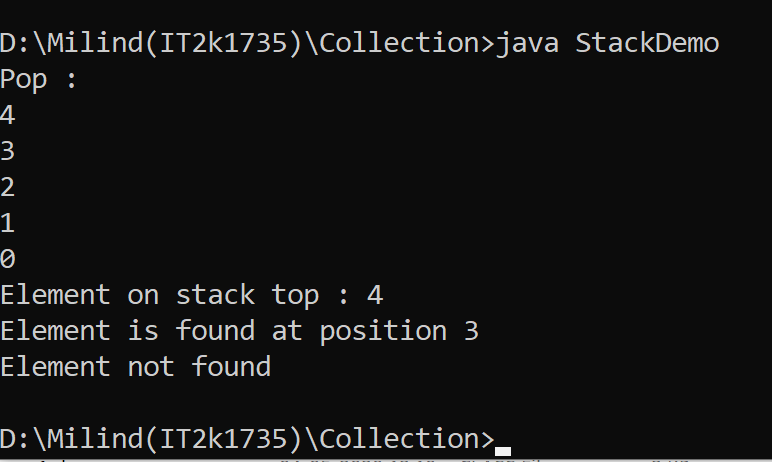 D:\Milind(IT2k1735)\Collection>java StackDemo
Pop :
4
3
2
1
0
Element on stack top : 4
Element is found at position 3
Element not found
D:\Milind(IT2k1735)\Collection>